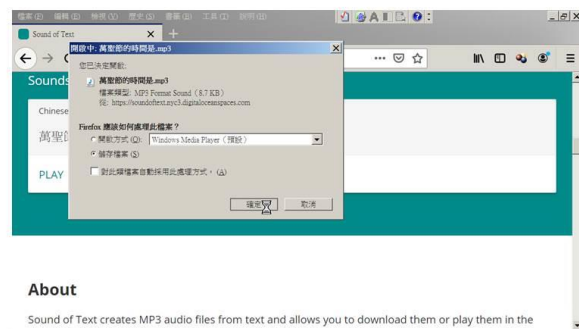 檔案(F) 編輯(E) 檢視(V) 歷史(S) 書籤(B) 工具(T) 說明(H)
Sound of Text
開啟中: 萬聖節的時間是.mp3
您已決定開啟:
萬聖節的時間是.mp3
檔案類型: MP3 Format Sound (8.7 KB)
從: https://soundoftext.nyc3.digitaloceanspaces.com
Firefox 應該如何處理此檔案?
開啟方式(O): Windows Media Player (預設)
儲存檔案(S)
對此類檔案自動採用此處理方式。(A)
確定
取消
Sounds
Chinese
萬聖
PLAY
About
Sound of Text creates MP3 audio files from text and allows you to download them or play them in the